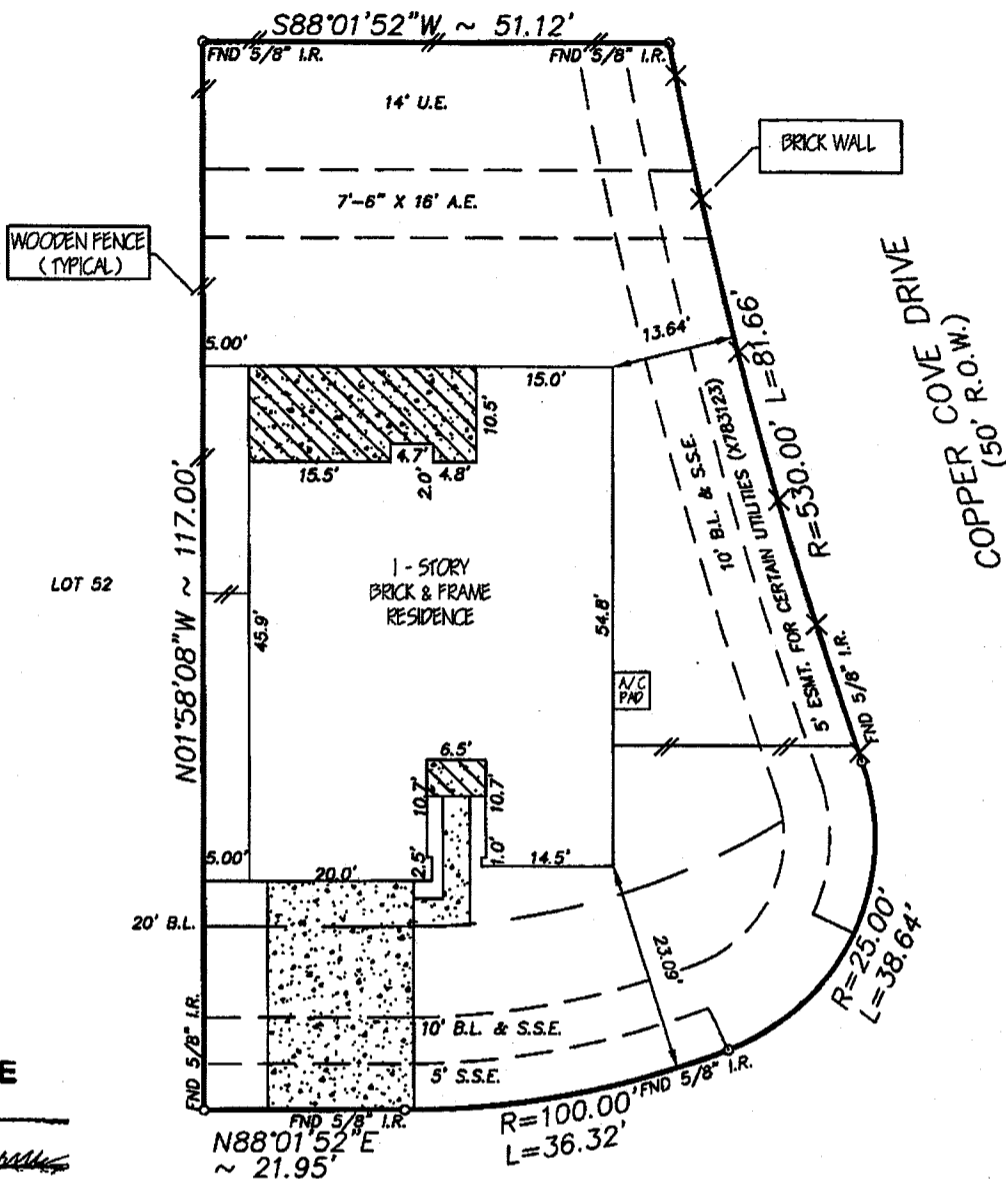 S88°01'52"W ~ 51.12'
FND 5/8" I.R.
FND 5/8" I.R.
14' U.E.
BRICK WALL
7'-6" X 16' A.E.
WOODEN FENCE
(TYPICAL)
COPPER COVE DRIVE
(50' R.O.W.)
13.64'
5.00'
15.0'
10.5'
R=530.00' L=81.66'
4.7'
15.5'
2.0'
4.8'
10' B.L. & S.S.E.
5' ESMT. FOR CERTAIN UTILITIES (X783123)
N01°58'08"W ~ 117.00'
LOT 52
1 - STORY
BRICK & FRAME
RESIDENCE
45.9'
54.8'
A/C
PAD
FND 5/8" I.R.
6.5'
10.7'
10.7'
5.00'
20.0'
2.5'
1.0'
14.5'
20' B.L.
23.09'
R=25.00'
L=38.64'
10' B.L. & S.S.E.
5' S.S.E.
FND 5/8" I.R.
E
FND 5/8" I.R.
FND 5/8" I.R.
N88°01'52"E
~ 21.95'
R=100.00'
L=36.32'